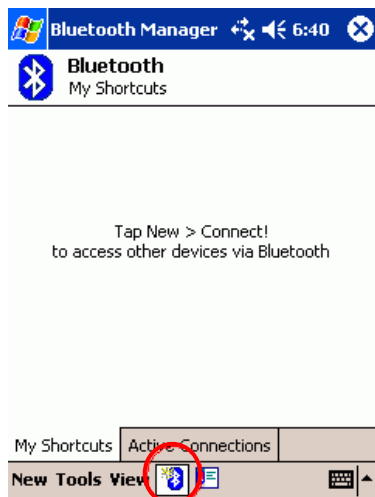 Bluetooth Manager 6:40
Bluetooth
My Shortcuts
Tap New > Connect!
to access other devices via Bluetooth
My Shortcuts Active Connections
New Tools View